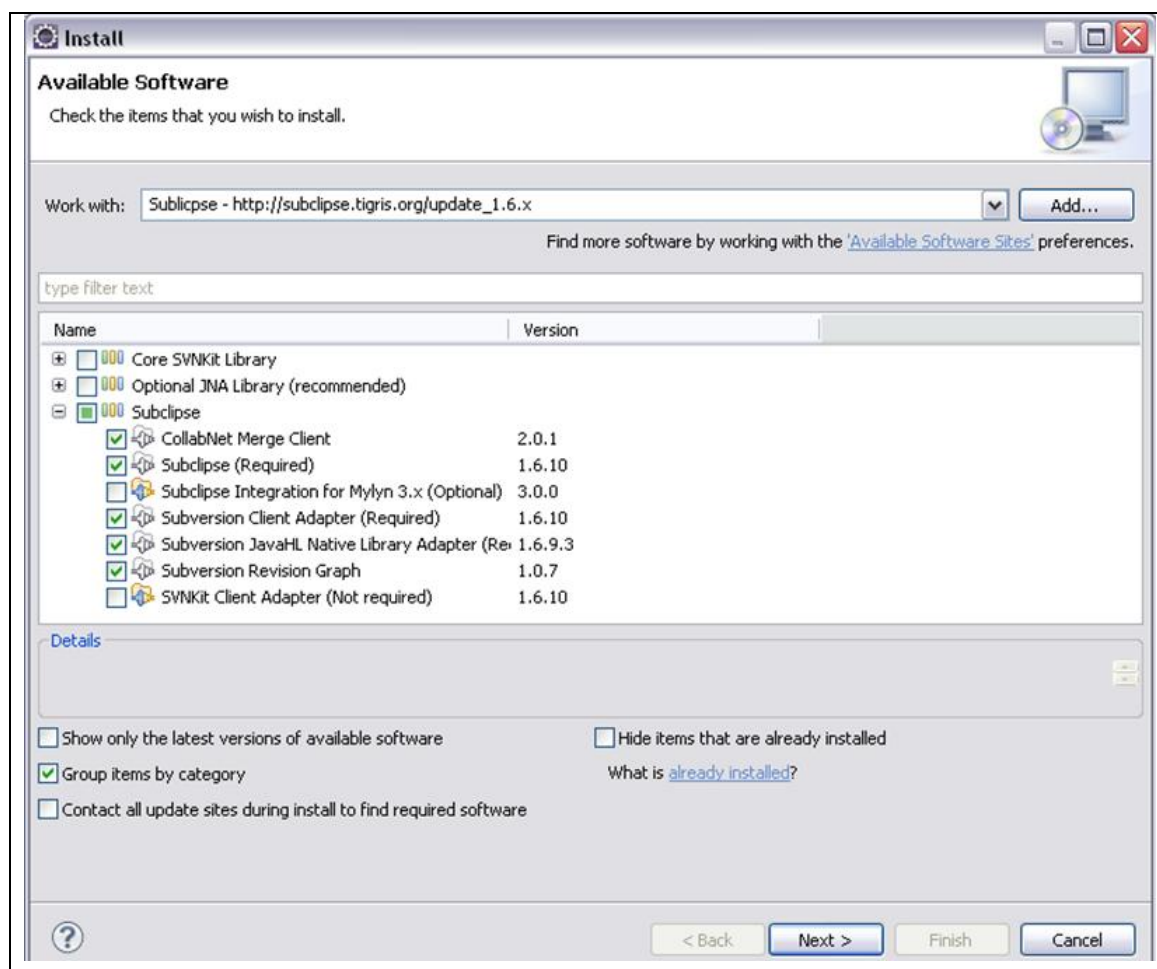 Install
Available Software
Check the items that you wish to install.
Work with: Sublicpse - http://subclipse.tigris.org/update_1.6.x Add...
Find more software by working with the 'Available Software Sites' preferences.
type filter text
Name Version
Core SVNKit Library
Optional JNA Library (recommended)
Subclipse
CollabNet Merge Client 2.0.1
Subclipse (Required) 1.6.10
Subclipse Integration for Mylyn 3.x (Optional) 3.0.0
Subversion Client Adapter (Required) 1.6.10
Subversion JavaHL Native Library Adapter (Re 1.6.9.3
Subversion Revision Graph 1.0.7
SVNKit Client Adapter (Not required) 1.6.10
Details
Show only the latest versions of available software Hide items that are already installed
Group items by category What is already installed?
Contact all update sites during install to find required software
? < Back Next > Finish Cancel